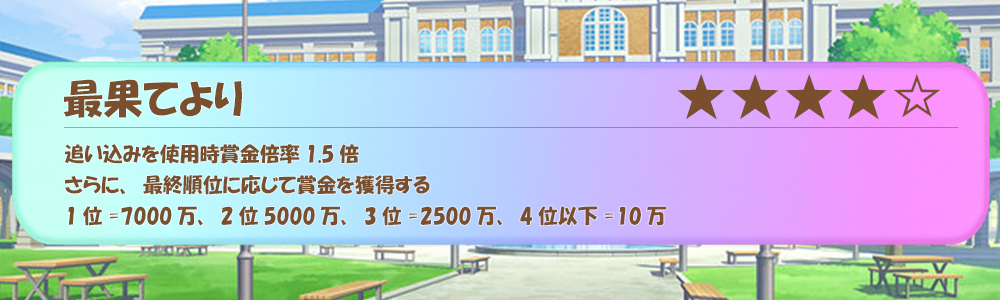 最果てより ★★★★☆
追い込みを使用時賞金倍率 1.5 倍
さらに、 最終順位に応じて賞金を獲得する
1 位 =7000 万、 2 位 5000 万、 3 位 =2500 万、 4 位以下 =10 万